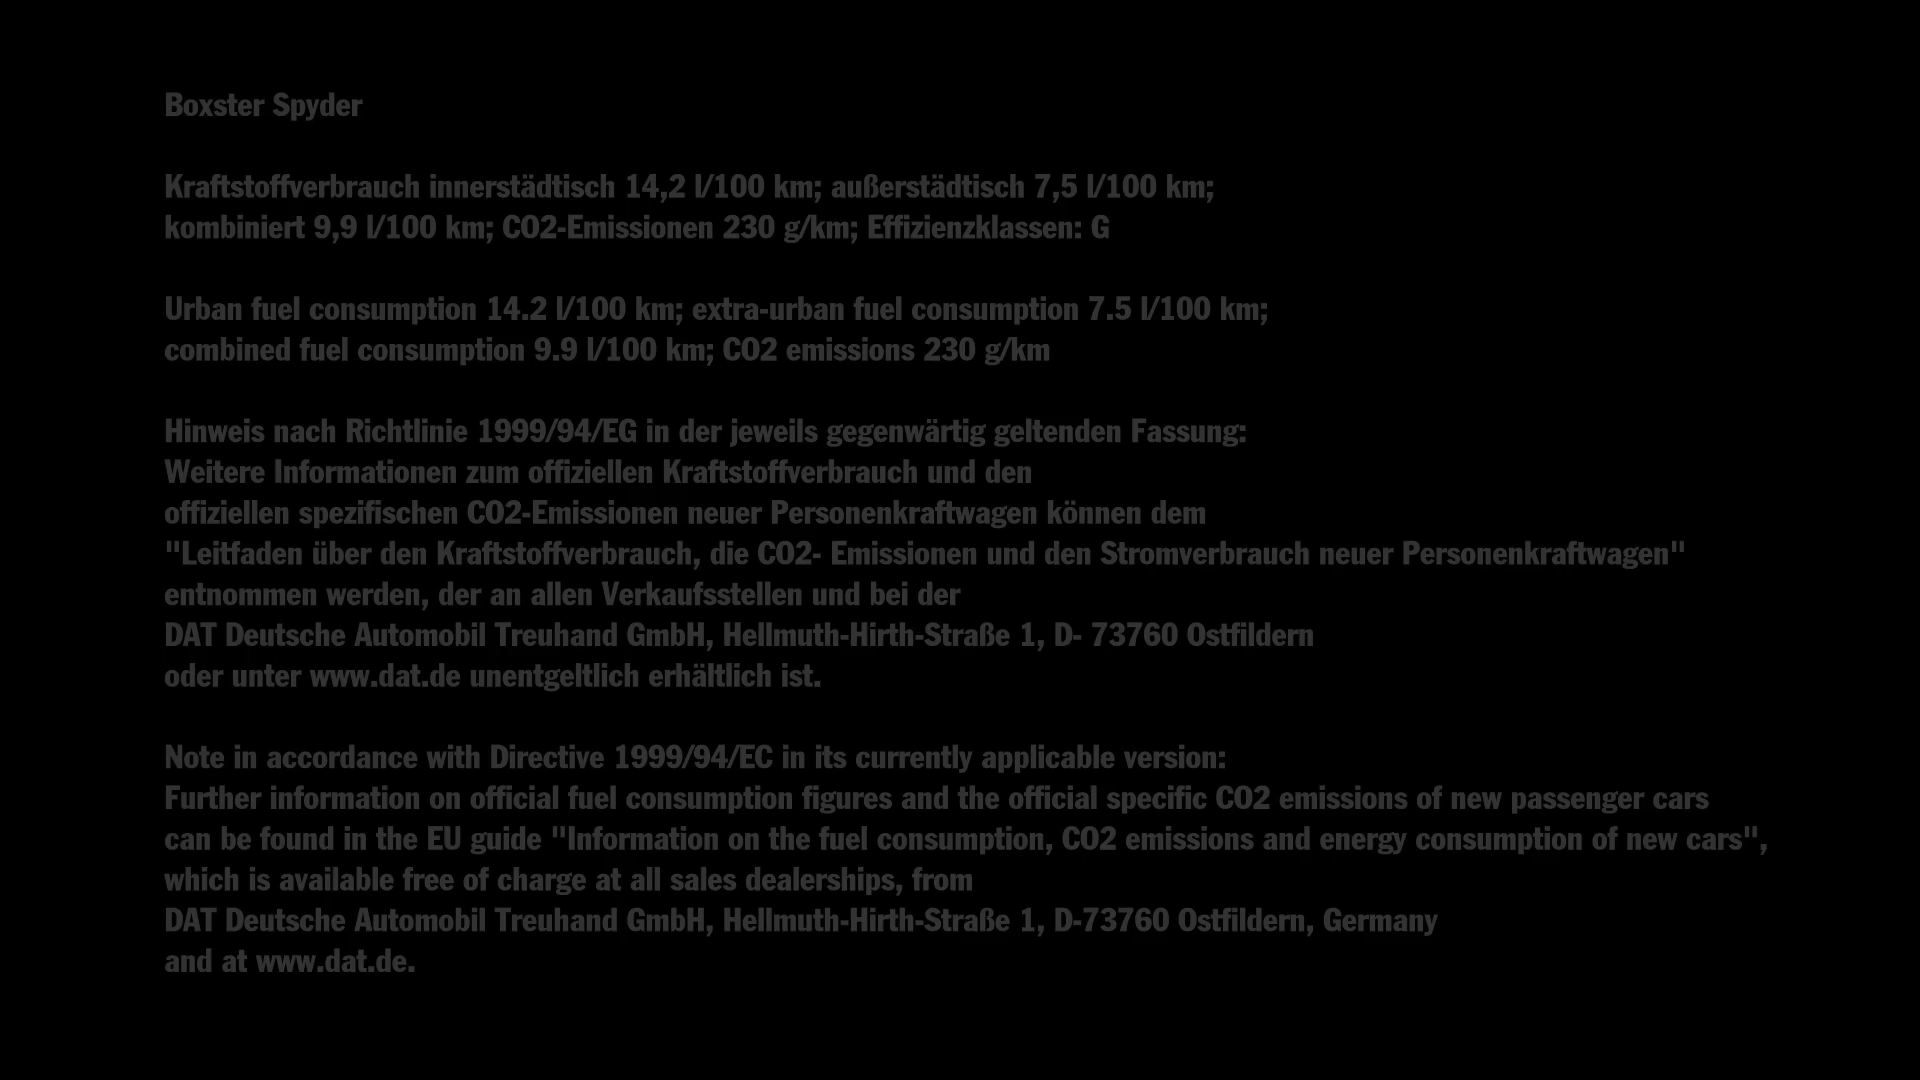 Boxster Spyder
Kraftstoffverbrauch innerstädtisch 14,2 l/100 km; außerstädtisch 7,5 l/100 km;
kombiniert 9,9 l/100 km; CO2-Emissionen 230 g/km; Effizienzklassen: G
Urban fuel consumption 14.2 l/100 km; extra-urban fuel consumption 7.5 l/100 km;
combined fuel consumption 9.9 l/100 km; CO2 emissions 230 g/km
Hinweis nach Richtlinie 1999/94/EG in der jeweils gegenwärtig geltenden Fassung:
Weitere Informationen zum offiziellen Kraftstoffverbrauch und den
offiziellen spezifischen CO2-Emissionen neuer Personenkraftwagen können dem
"Leitfaden über den Kraftstoffverbrauch, die CO2- Emissionen und den Stromverbrauch neuer Personenkraftwagen"
entnommen werden, der an allen Verkaufsstellen und bei der
DAT Deutsche Automobil Treuhand GmbH, Hellmuth-Hirth-Straße 1, D- 73760 Ostfildern
oder unter www.dat.de unentgeltlich erhältlich ist.
Note in accordance with Directive 1999/94/EC in its currently applicable version:
Further information on official fuel consumption figures and the official specific CO2 emissions of new passenger cars
can be found in the EU guide "Information on the fuel consumption, CO2 emissions and energy consumption of new cars",
which is available free of charge at all sales dealerships, from
DAT Deutsche Automobil Treuhand GmbH, Hellmuth-Hirth-Straße 1, D-73760 Ostfildern, Germany
and at www.dat.de.